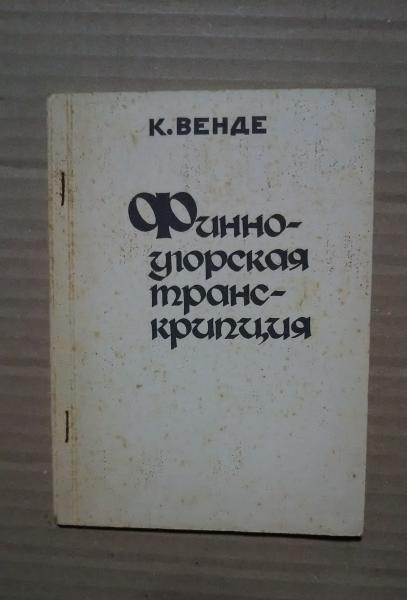 К. ВЕНДЕ
Финно-
угорская
транс-
крипция